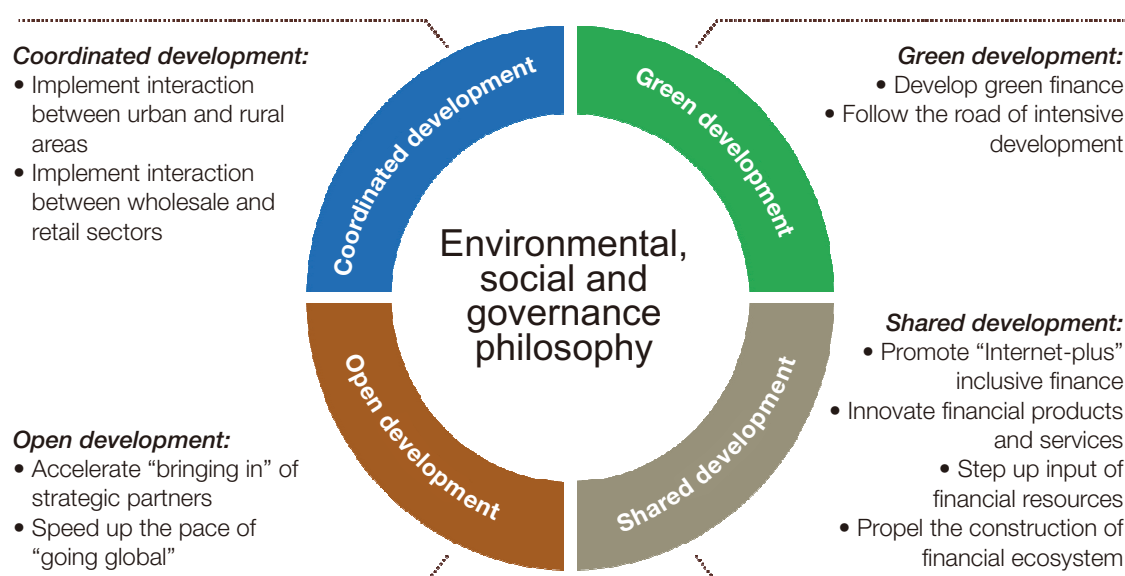 Coordinated development:
• Implement interaction
between urban and rural
areas
• Implement interaction
between wholesale and
retail sectors
Coordinated development
Green development
Green development:
• Develop green finance
• Follow the road of intensive
development
Environmental,
social and
governance
philosophy
Open development:
• Accelerate “bringing in” of
strategic partners
• Speed up the pace of
“going global”
Open development
Shared development
Shared development:
• Promote “Internet-plus”
inclusive finance
• Innovate financial products
and services
• Step up input of
financial resources
• Propel the construction of
financial ecosystem